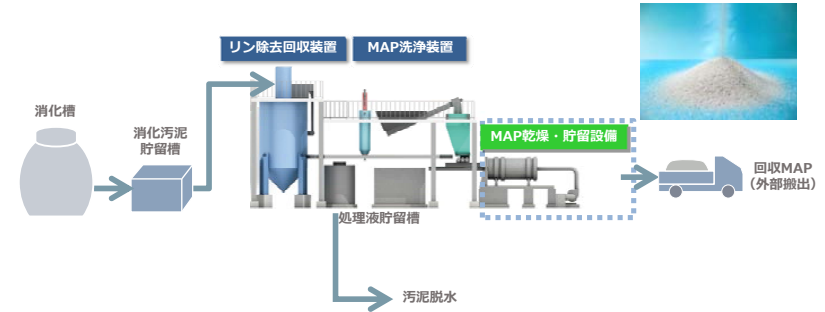 リン除去回収装置
MAP洗浄装置
消化槽
消化汚泥
貯留槽
MAP乾燥・貯留設備
回収MAP
（外部搬出）
処理液貯留槽
汚泥脱水